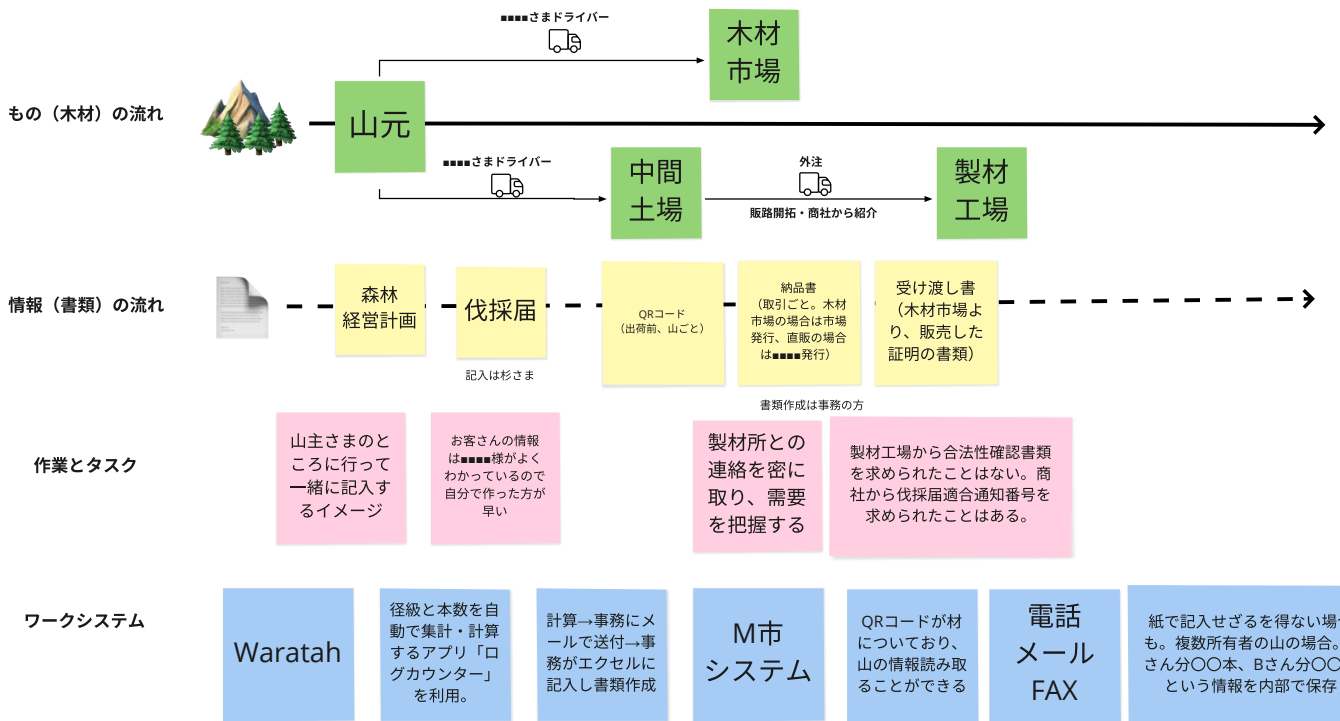 ■■■■さまドライバー
木材
市場
もの（木材）の流れ
山元
■■■■さまドライバー
中間
土場
外注
販路開拓・商社から紹介
製材
工場
情報（書類）の流れ
森林
経営計画
伐採届
記入は杉さま
QRコード
（出荷前、山ごと）
納品書
（取引ごと。木材
市場の場合は市場
発行、直販の場合
は■■■■発行）
受け渡し書
（木材市場よ
り、販売した
証明の書類）
書類作成は事務の方
作業とタスク
山主さまのと
ころに行って
一緒に記入す
るイメージ
お客さんの情報
は■■■■様がよく
わかっているので
自分で作った方が
早い
製材所との
連絡を密に
取り、需要
を把握する
製材工場から合法性確認書類
を求められたことはない。商
社から伐採届適合通知番号を
求められたことはある。
ワークシステム
Waratah
径級と本数を自
動で集計・計算
するアプリ「ロ
グカウンター」
を利用。
計算→事務にメ
ールで送付→事
務がエクセルに
記入し書類作成
M市
システム
QRコードが材
についており、
山の情報読み取
ることができる
電話
メール
FAX
紙で記入せざるを得ない場
も。複数所有者の山の場合。
さん分〇〇本、Bさん分〇〇
という情報を内部で保存